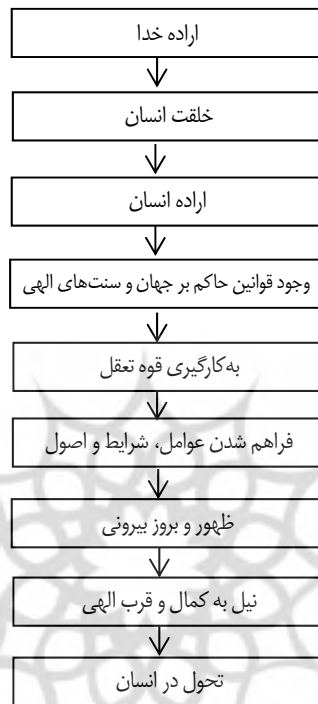 اراده خدا
خلقت انسان
اراده انسان
وجود قوانین حاکم بر جهان و سنت‌های الهی
به‌کارگیری قوه تعقل
فراهم شدن عوامل، شرایط و اصول
ظهور و بروز بیرونی
نیل به کمال و قرب الهی
تحول در انسان